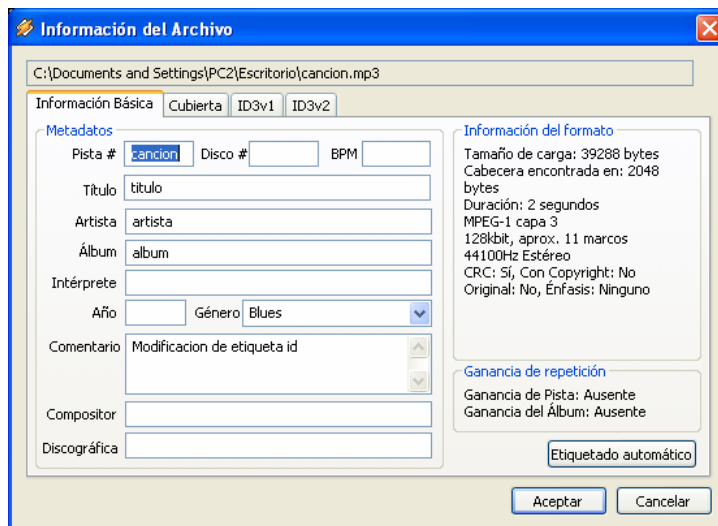 Información del Archivo
C:\Documents and Settings\PC2\Escritorio\cancion.mp3
Información Básica Cubierta ID3v1 ID3v2
Metadatos
Pista # cancion Disco # BPM
Título titulo
Artista artista
Álbum album
Intérprete
Año Género Blues
Comentario Modificacion de etiqueta id
Compositor
Discográfica
Información del formato
Tamaño de carga: 39288 bytes
Cabecera encontrada en: 2048
bytes
Duración: 2 segundos
MPEG-1 capa 3
128kbit, aprox. 11 marcos
44100Hz Estéreo
CRC: Sí, Con Copyright: No
Original: No, Énfasis: Ninguno
Ganancia de repetición
Ganancia de Pista: Ausente
Ganancia del Álbum: Ausente
Etiquetado automático
Aceptar Cancelar